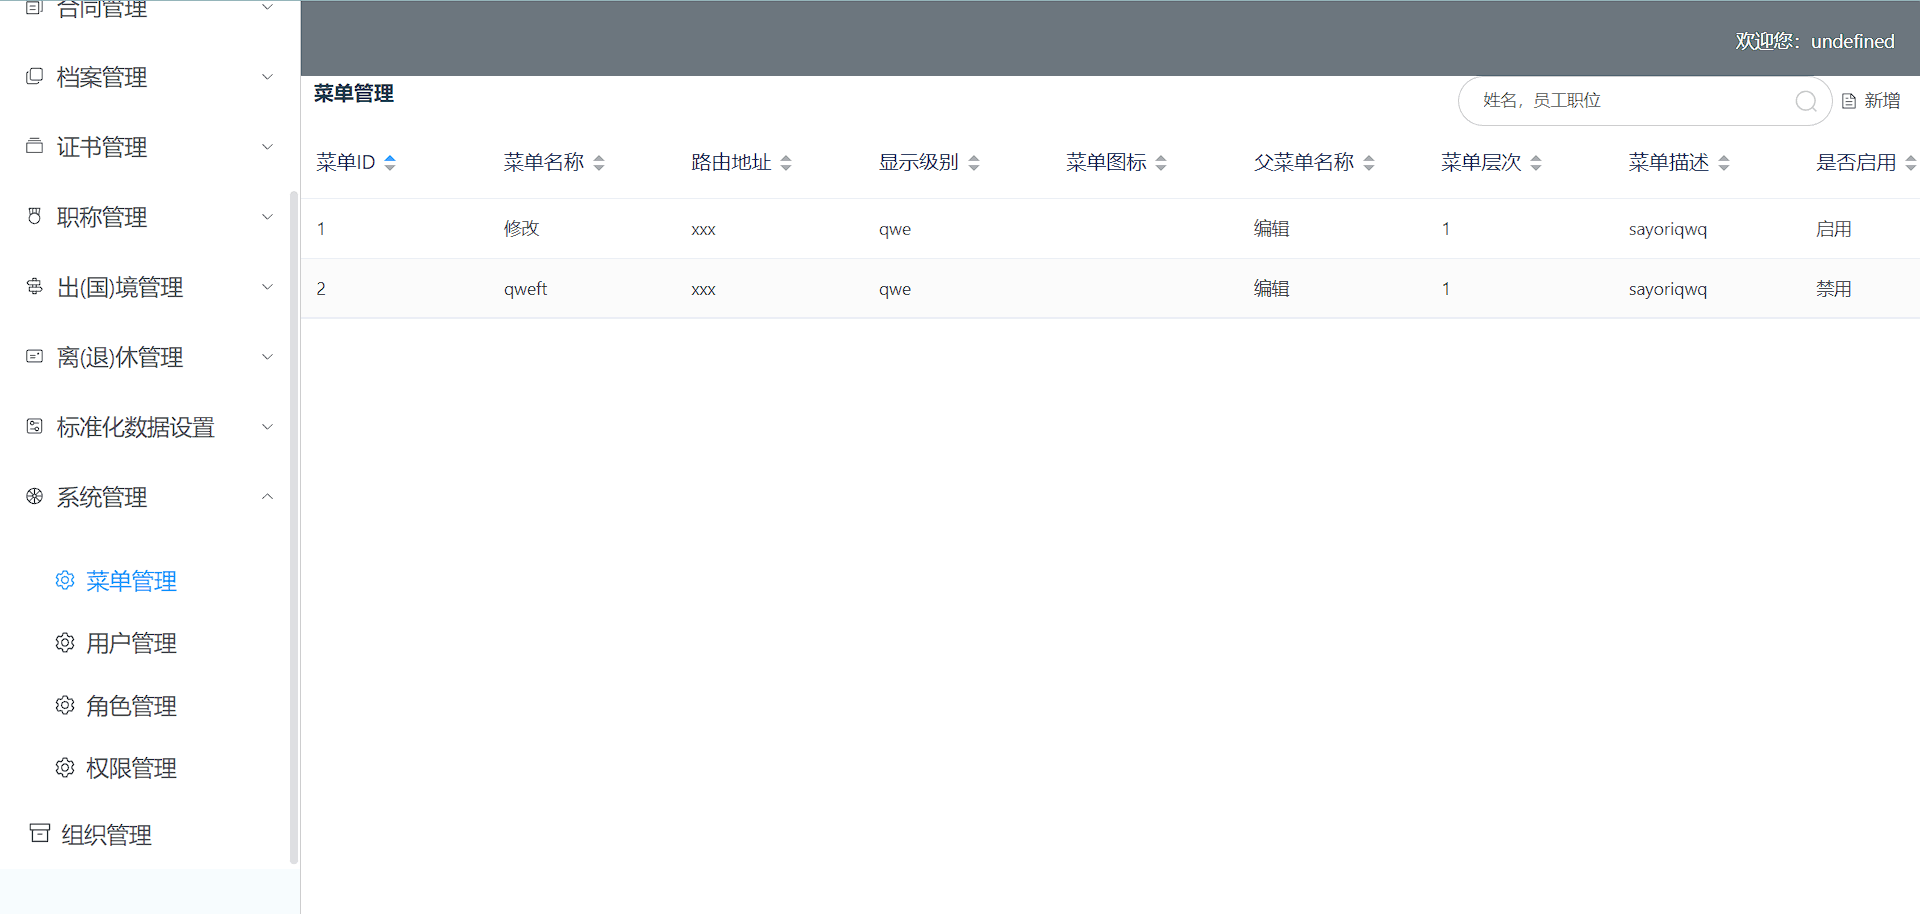 合同管理
档案管理
证书管理
职称管理
出(国)境管理
离(退)休管理
标准化数据设置
系统管理
菜单管理
用户管理
角色管理
权限管理
组织管理
欢迎您：undefined
菜单管理
姓名，员工职位
新增
菜单ID 菜单名称 路由地址 显示级别 菜单图标 父菜单名称 菜单层次 菜单描述 是否启用
1 修改 xxx qwe 编辑 1 sayoriqwq 启用
2 qweft xxx qwe 编辑 1 sayoriqwq 禁用